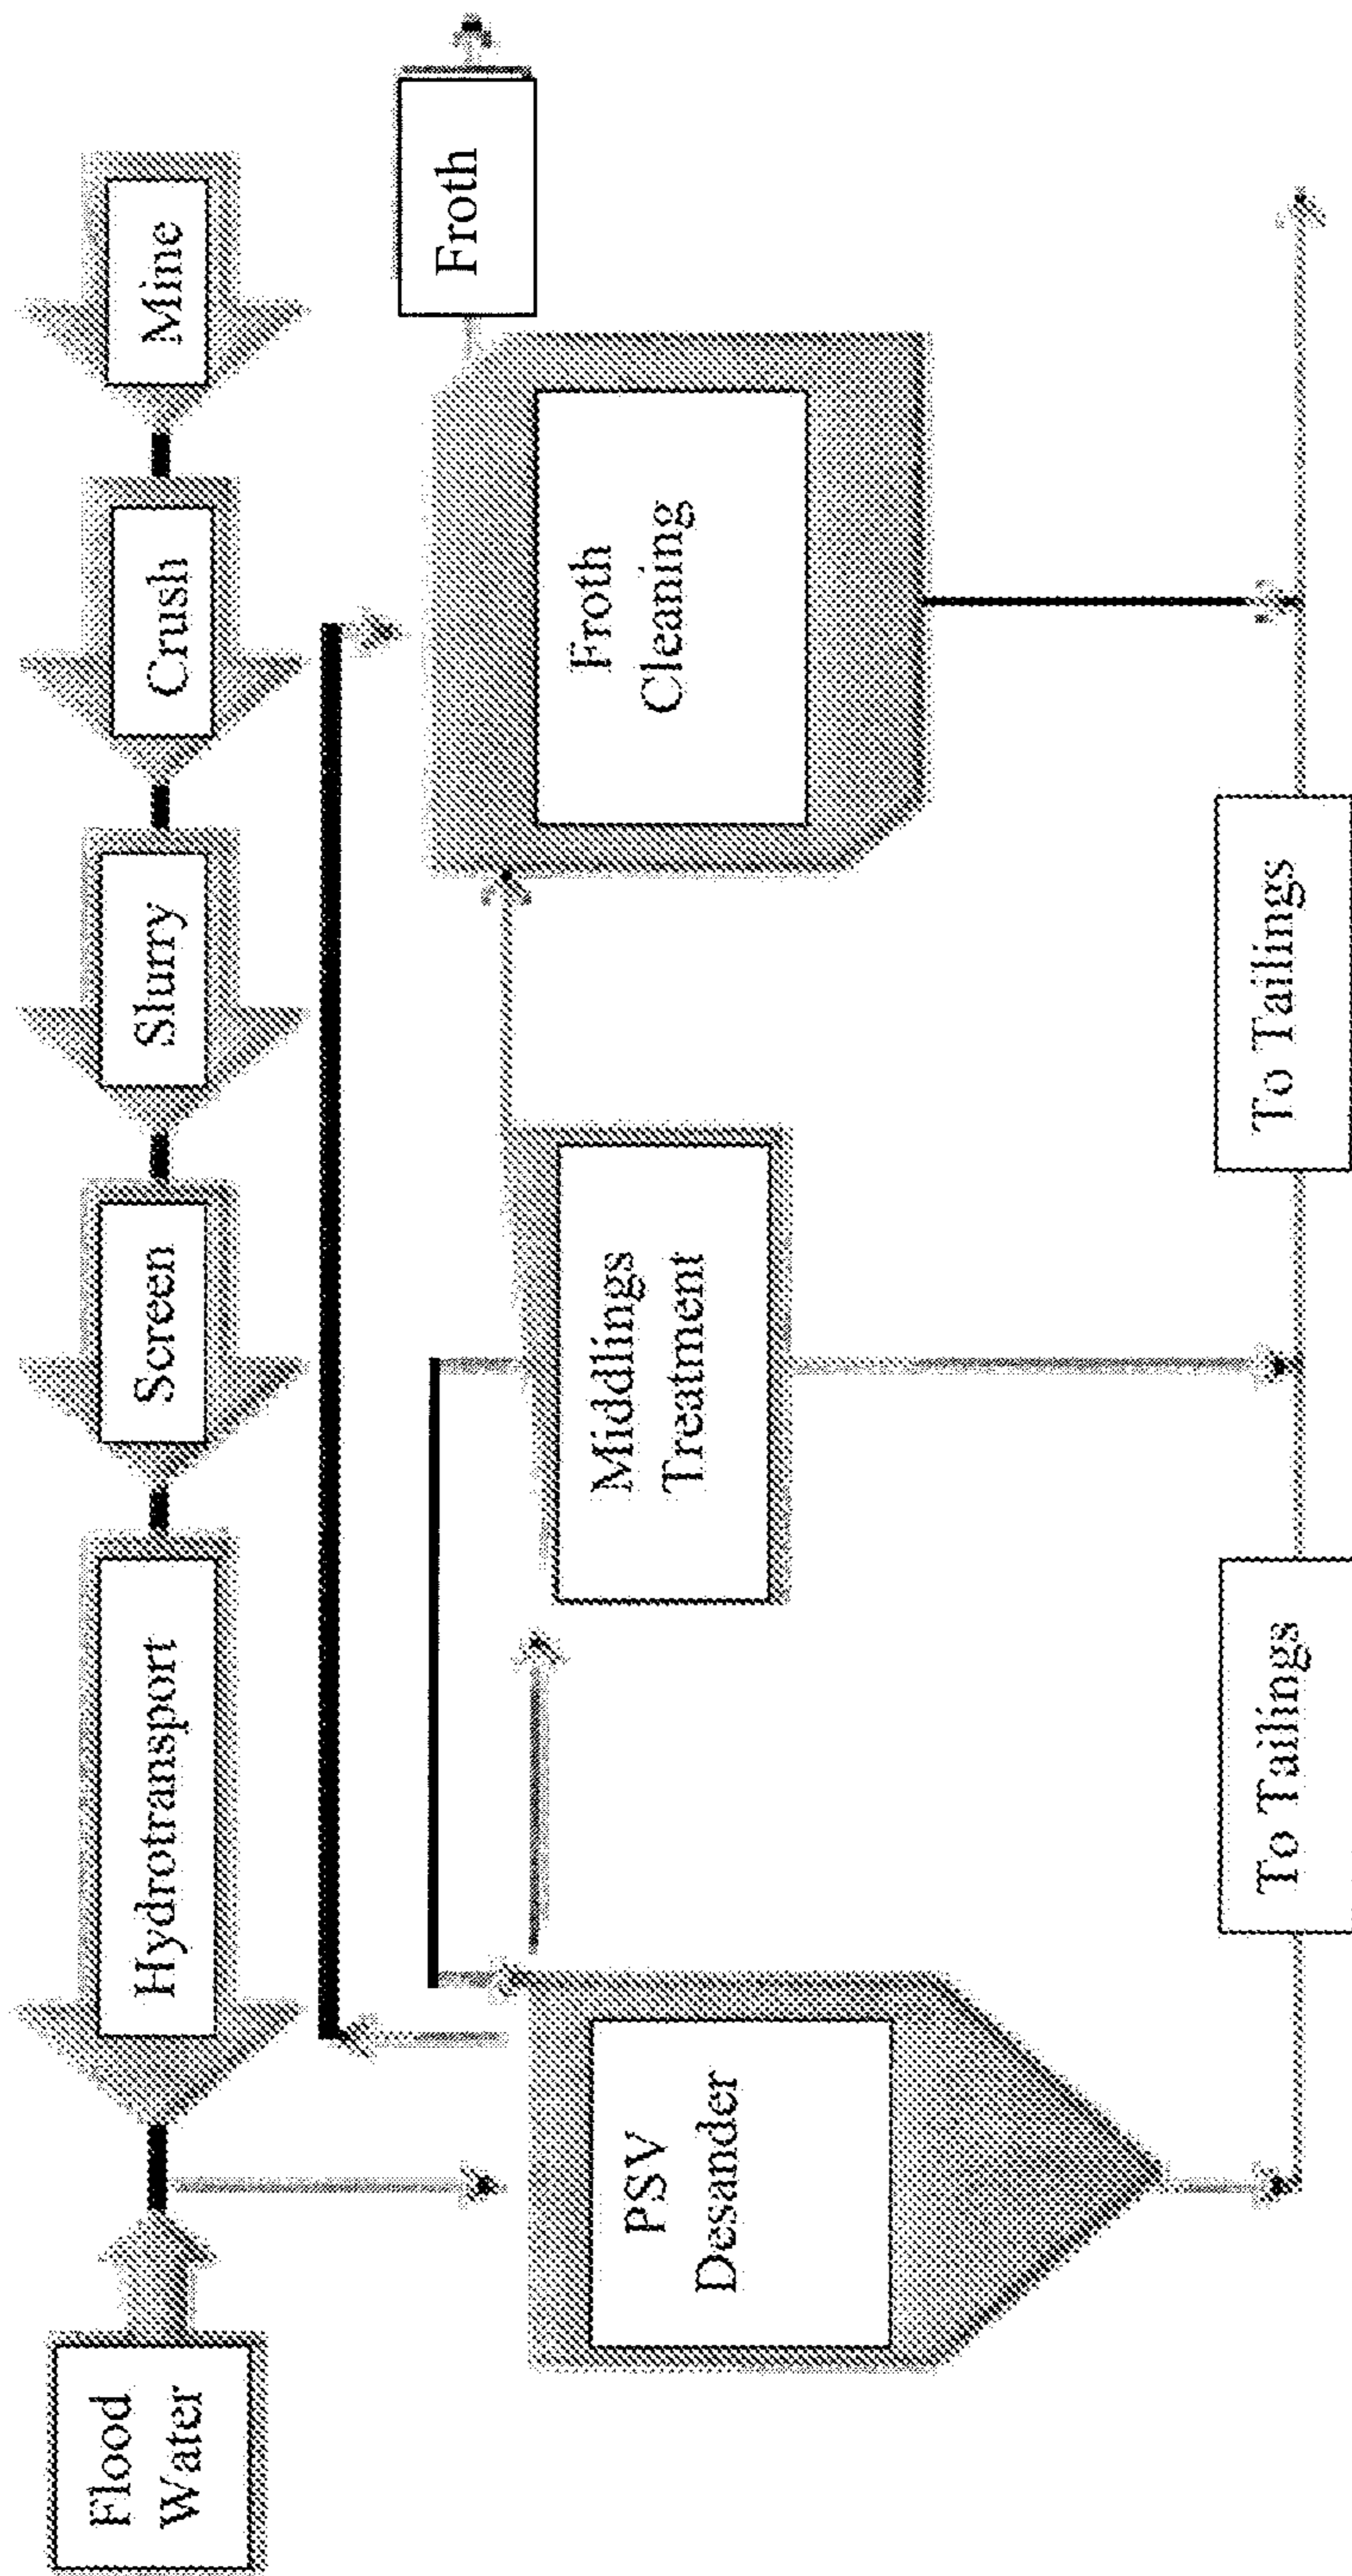 Flood
Water
Hydrotransport
Screen
Slurry
Crush
Mine
Froth
PSV
Desander
Middlings
Treatment
Froth
Cleaning
To Tailings
To Tailings